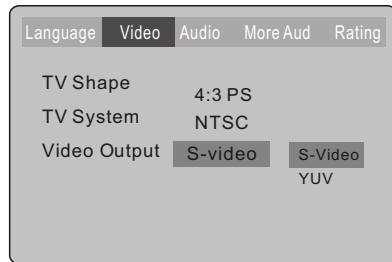 Language Video Audio More Aud Rating
TV Shape 4:3 PS
TV System NTSC
Video Output S-video S-Video
YUV